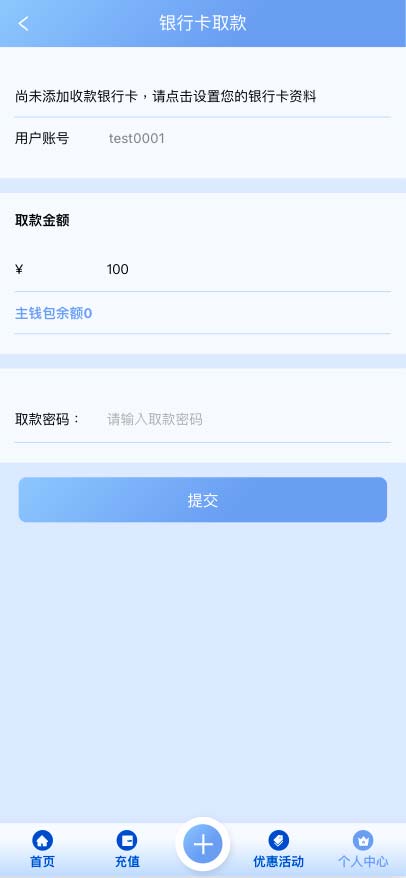 银行卡取款
尚未添加收款银行卡，请点击设置您的银行卡资料
用户账号 test0001
取款金额
¥ 100
主钱包余额0
取款密码： 请输入取款密码
提交
首页 充值 优惠活动 个人中心